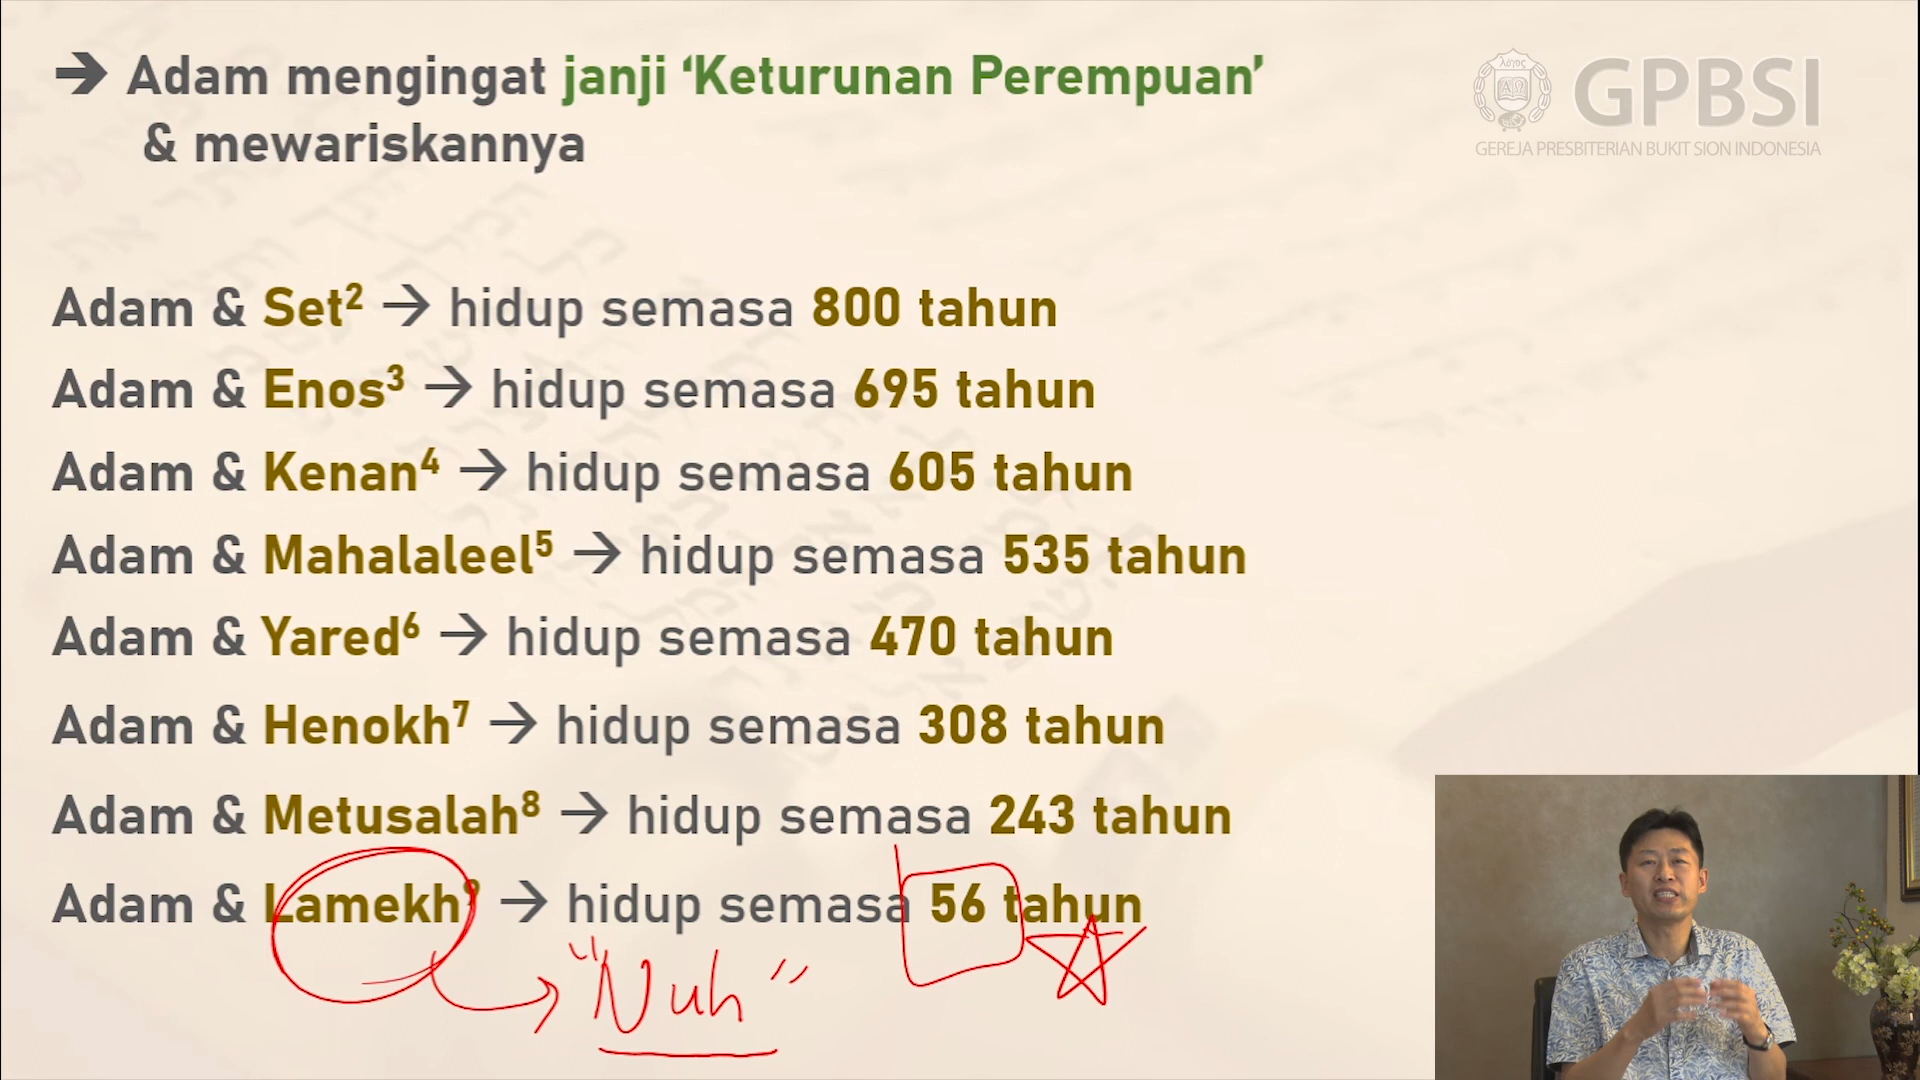 ➔ Adam mengingat janji ‘Keturunan Perempuan’
& mewariskannya
GPBSI
GEREJA PRESBITERIAN BUKIT SION INDONESIA
λόγος
Adam & Set² → hidup semasa 800 tahun
Adam & Enos³ → hidup semasa 695 tahun
Adam & Kenan⁴ → hidup semasa 605 tahun
Adam & Mahalaleel⁵ → hidup semasa 535 tahun
Adam & Yared⁶ → hidup semasa 470 tahun
Adam & Henokh⁷ → hidup semasa 308 tahun
Adam & Metusalah⁸ → hidup semasa 243 tahun
Adam & Lamekh⁹ → hidup semasa 56 tahun
→ "Nuh"